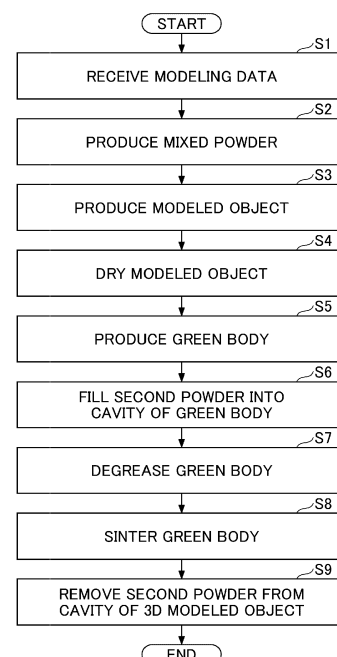 START
S1
RECEIVE MODELING DATA
S2
PRODUCE MIXED POWDER
S3
PRODUCE MODELED OBJECT
S4
DRY MODELED OBJECT
S5
PRODUCE GREEN BODY
S6
FILL SECOND POWDER INTO
CAVITY OF GREEN BODY
S7
DEGREASE GREEN BODY
S8
SINTER GREEN BODY
S9
REMOVE SECOND POWDER FROM
CAVITY OF 3D MODELED OBJECT
END